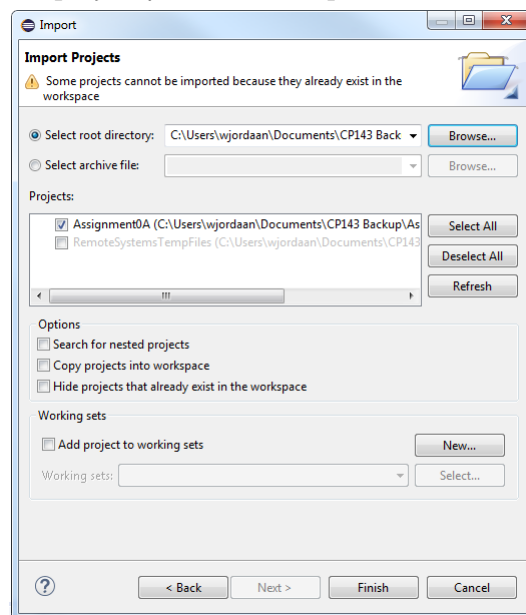 Import
Import Projects
Some projects cannot be imported because they already exist in the
workspace
Select root directory: C:\Users\wjordaan\Documents\CP143 Back Browse...
Select archive file: Browse...
Projects:
Assignment0A (C:\Users\wjordaan\Documents\CP143 Backup\As Select All
RemoteSystemsTempFiles (C:\Users\wjordaan\Documents\CP143
Deselect All
Refresh
Options
Search for nested projects
Copy projects into workspace
Hide projects that already exist in the workspace
Working sets
Add project to working sets New...
Working sets: Select...
? < Back Next > Finish Cancel